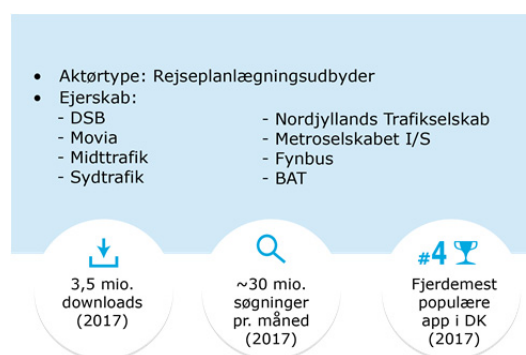 • Aktørtype: Rejseplanlægningsudbyder
• Ejerskab:
- DSB
- Movia
- Midttrafik
- Sydtrafik
- Nordjyllands Trafikselskab
- Metroselskabet I/S
- Fynbus
- BAT
3,5 mio.
downloads
(2017)
~30 mio.
søgninger
pr. måned
(2017)
#4
Fjerdemest
populære
app i DK
(2017)